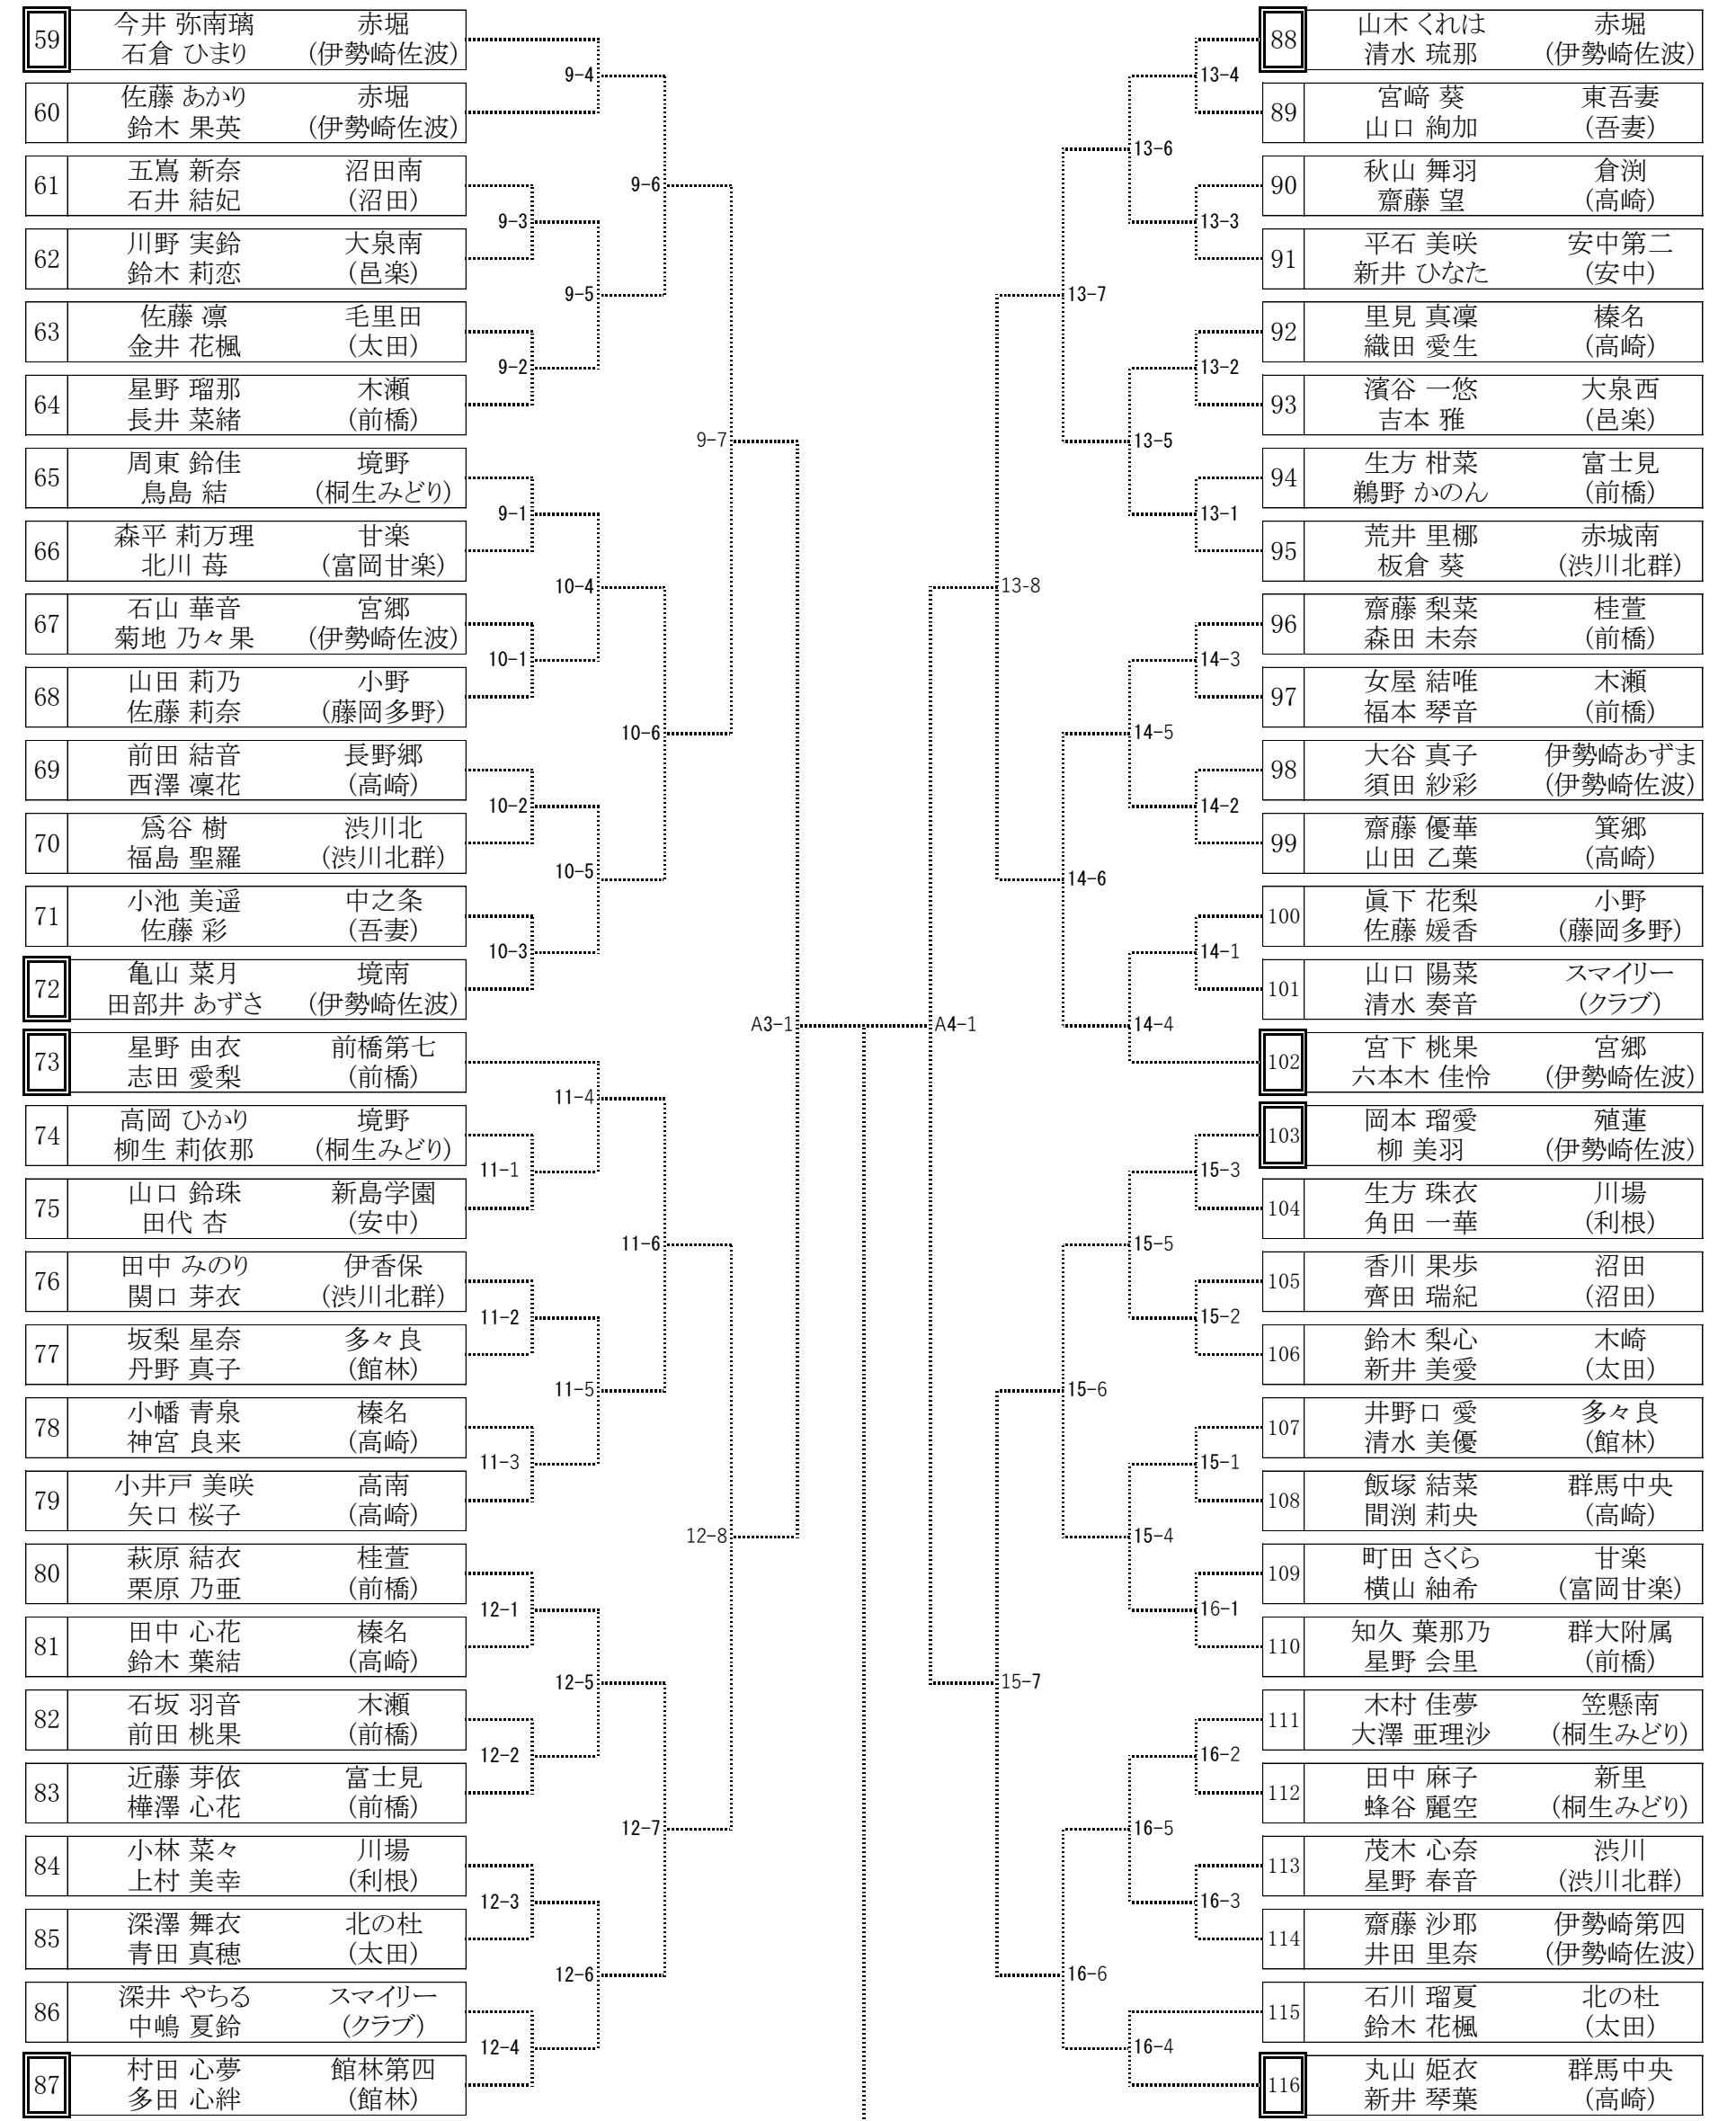 59 今井 弥南璃 赤堀
石倉 ひまり (伊勢崎佐波)
60 佐藤 あかり 赤堀
鈴木 果英 (伊勢崎佐波)
61 五嶌 新奈 沼田南
石井 結妃 (沼田)
62 川野 実鈴 大泉南
鈴木 莉恋 (邑楽)
63 佐藤 凛 毛里田
金井 花楓 (太田)
64 星野 瑠那 木瀬
長井 菜緒 (前橋)
65 周東 鈴佳 境野
鳥島 結 (桐生みどり)
66 森平 莉万理 甘楽
北川 苺 (富岡甘楽)
67 石山 華音 宮郷
菊地 乃々果 (伊勢崎佐波)
68 山田 莉乃 小野
佐藤 莉奈 (藤岡多野)
69 前田 結音 長野郷
西澤 凜花 (高崎)
70 爲谷 樹 渋川北
福島 聖羅 (渋川北群)
71 小池 美遥 中之条
佐藤 彩 (吾妻)
72 亀山 菜月 境南
田部井 あずさ (伊勢崎佐波)
73 星野 由衣 前橋第七
志田 愛梨 (前橋)
74 高岡 ひかり 境野
柳生 莉依那 (桐生みどり)
75 山口 鈴珠 新島学園
田代 杏 (安中)
76 田中 みのり 伊香保
関口 芽衣 (渋川北群)
77 坂梨 星奈 多々良
丹野 真子 (館林)
78 小幡 青泉 榛名
神宮 良来 (高崎)
79 小井戸 美咲 高南
矢口 桜子 (高崎)
80 萩原 結衣 桂萱
栗原 乃亜 (前橋)
81 田中 心花 榛名
鈴木 葉結 (高崎)
82 石坂 羽音 木瀬
前田 桃果 (前橋)
83 近藤 芽依 富士見
樺澤 心花 (前橋)
84 小林 菜々 川場
上村 美幸 (利根)
85 深澤 舞衣 北の杜
青田 真穂 (太田)
86 深井 やちる スマイリー
中嶋 夏鈴 (クラブ)
87 村田 心夢 館林第四
多田 心絆 (館林)
9-4
9-6
9-3
9-5
9-2
9-7
9-1
10-4
10-1
10-6
10-2
10-5
10-3
A3-1
11-4
11-1
11-6
11-2
11-5
11-3
12-8
12-1
12-5
12-2
12-7
12-3
12-6
12-4
13-4
13-6
13-3
13-7
13-2
13-5
13-1
13-8
14-3
14-5
14-2
14-6
14-1
A4-1
14-4
15-3
15-5
15-2
15-6
15-1
15-4
16-1
15-7
16-2
16-5
16-3
16-6
16-4
88 山木 くれは 赤堀
清水 琉那 (伊勢崎佐波)
89 宮﨑 葵 東吾妻
山口 絢加 (吾妻)
90 秋山 舞羽 倉渕
齋藤 望 (高崎)
91 平石 美咲 安中第二
新井 ひなた (安中)
92 里見 真凜 榛名
織田 愛生 (高崎)
93 濱谷 一悠 大泉西
吉本 雅 (邑楽)
94 生方 柑菜 富士見
鵜野 かのん (前橋)
95 荒井 里梛 赤城南
板倉 葵 (渋川北群)
96 齋藤 梨菜 桂萱
森田 未奈 (前橋)
97 女屋 結唯 木瀬
福本 琴音 (前橋)
98 大谷 真子 伊勢崎あずま
須田 紗彩 (伊勢崎佐波)
99 齋藤 優華 箕郷
山田 乙葉 (高崎)
100 眞下 花梨 小野
佐藤 媛香 (藤岡多野)
101 山口 陽菜 スマイリー
清水 奏音 (クラブ)
102 宮下 桃果 宮郷
六本木 佳怜 (伊勢崎佐波)
103 岡本 瑠愛 殖蓮
柳 美羽 (伊勢崎佐波)
104 生方 珠衣 川場
角田 一華 (利根)
105 香川 果歩 沼田
齊田 瑞紀 (沼田)
106 鈴木 梨心 木崎
新井 美愛 (太田)
107 井野口 愛 多々良
清水 美優 (館林)
108 飯塚 結菜 群馬中央
間渕 莉央 (高崎)
109 町田 さくら 甘楽
横山 紬希 (富岡甘楽)
110 知久 葉那乃 群大附属
星野 会里 (前橋)
111 木村 佳夢 笠懸南
大澤 亜理沙 (桐生みどり)
112 田中 麻子 新里
蜂谷 麗空 (桐生みどり)
113 茂木 心奈 渋川
星野 春音 (渋川北群)
114 齋藤 沙耶 伊勢崎第四
井田 里奈 (伊勢崎佐波)
115 石川 瑠夏 北の杜
鈴木 花楓 (太田)
116 丸山 姫衣 群馬中央
新井 琴葉 (高崎)